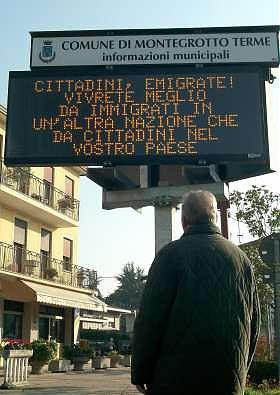 COMUNE DI MONTEGROTTO TERME
informazioni municipali
CITTADINI, EMIGRATE!
VIVRETE MEGLIO
DA IMMIGRATI IN
UN'ALTRA NAZIONE CHE
DA CITTADINI NEL
VOSTRO PAESE